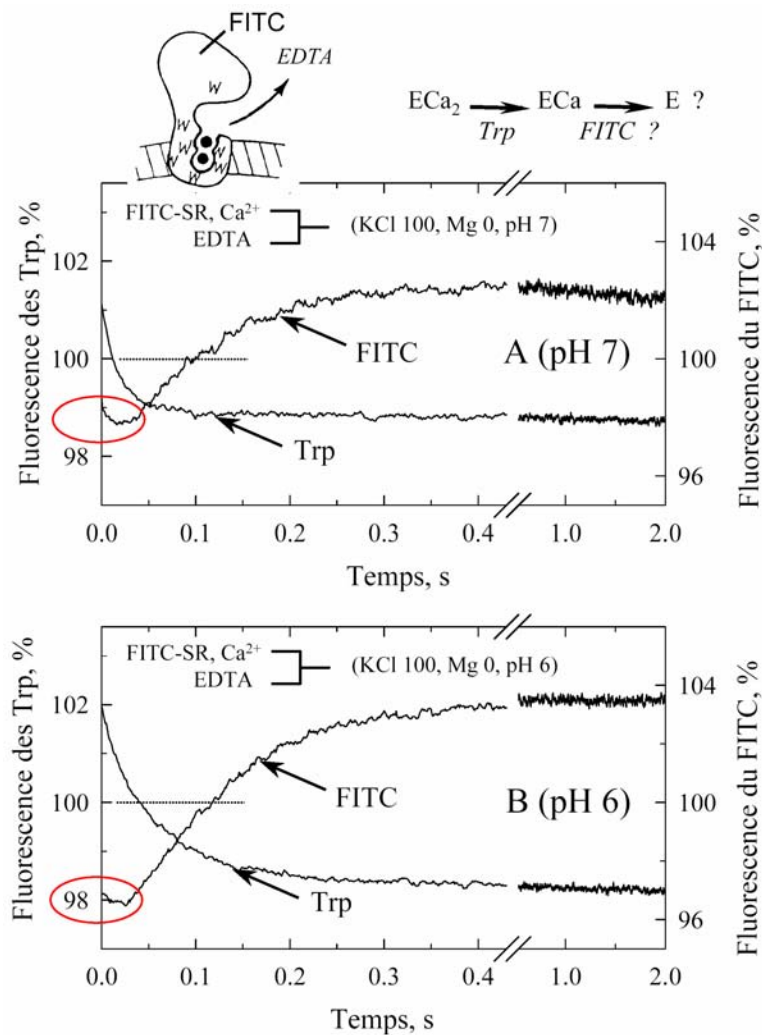 FITC
EDTA
W
W
W
W
W
W
W
ECa₂ ECa E ?
Trp FITC ?
FITC-SR, Ca²⁺
EDTA
(KCl 100, Mg 0, pH 7)
Fluorescence des Trp, %
102
100
98
Fluorescence du FITC, %
104
100
96
FITC
Trp
A (pH 7)
0.0 0.1 0.2 0.3 0.4 1.0 2.0
Temps, s
FITC-SR, Ca²⁺
EDTA
(KCl 100, Mg 0, pH 6)
Fluorescence des Trp, %
102
100
98
Fluorescence du FITC, %
104
100
96
FITC
Trp
B (pH 6)
0.0 0.1 0.2 0.3 0.4 1.0 2.0
Temps, s